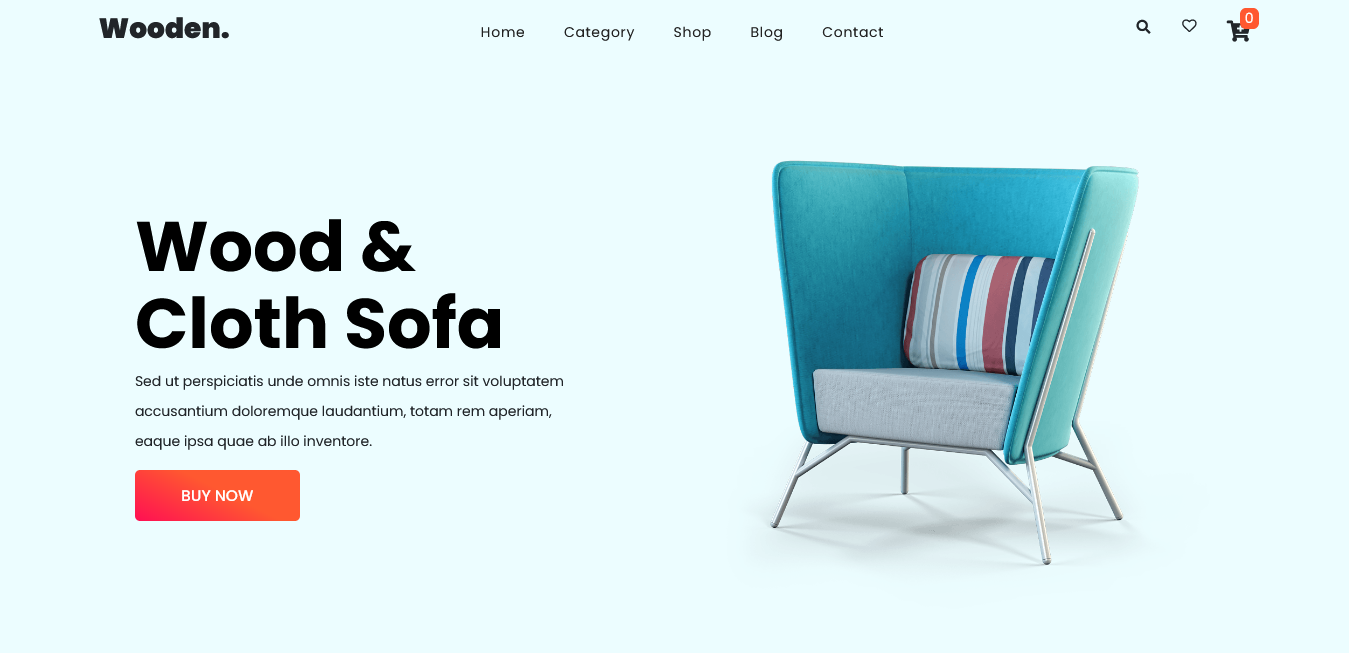 Wooden.
Home Category Shop Blog Contact
0
Wood &
Cloth Sofa
Sed ut perspiciatis unde omnis iste natus error sit voluptatem
accusantium doloremque laudantium, totam rem aperiam,
eaque ipsa quae ab illo inventore.
BUY NOW